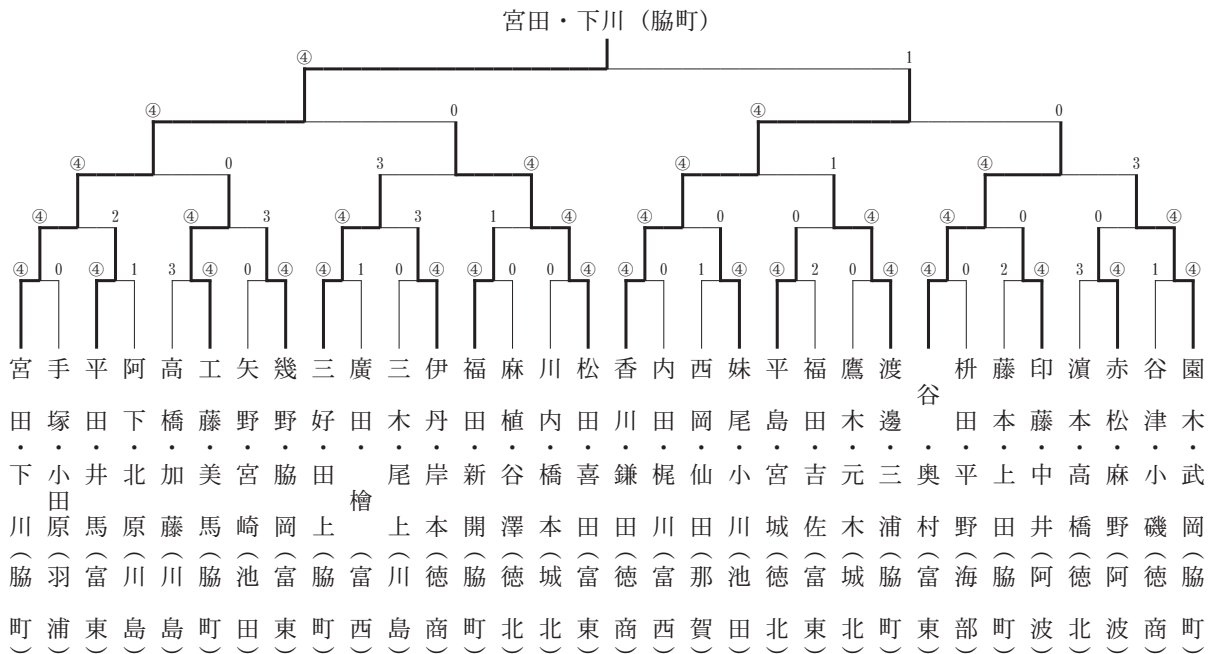 宮田・下川（脇町）
④ 1
④ 0 ④ 0
④ 0 3 ④ ④ 1 ④ 3
④ 2 ④ 3 ④ 3 1 ④ ④ 0 0 ④ ④ 0 0 ④
④ 0 ④ 1 3 ④ 0 ④ ④ 1 0 ④ ④ 0 0 ④ ④ 0 1 ④ ④ 2 0 ④ ④ 0 2 ④ 3 ④ 1 ④
宮田・下川（脇町）
手塚・小田原（羽浦）
平田・井馬（富東）
阿下・北原（川島）
高橋・加藤（川島）
工藤・美馬（脇町）
矢野・宮崎（池田）
幾野・脇岡（富東）
三好・田上（脇町）
廣田・檜（富西）
三木・尾上（川島）
伊丹・岸本（徳商）
福田・新開（脇町）
麻植・谷澤（徳北）
川内・橋本（城北）
松田・喜田（富東）
香川・鎌田（徳商）
内田・梶川（富西）
西岡・仙田（那賀）
妹尾・小川（池田）
平島・宮城（徳北）
福田・吉佐（富東）
鷹木・元木（城北）
渡邊・三浦（脇町）
谷・奥村（富東）
枡田・平野（海部）
藤本・上田（脇町）
印藤・中井（阿波）
濵本・高橋（徳北）
赤松・麻野（阿波）
谷津・小磯（徳商）
園木・武岡（脇町）